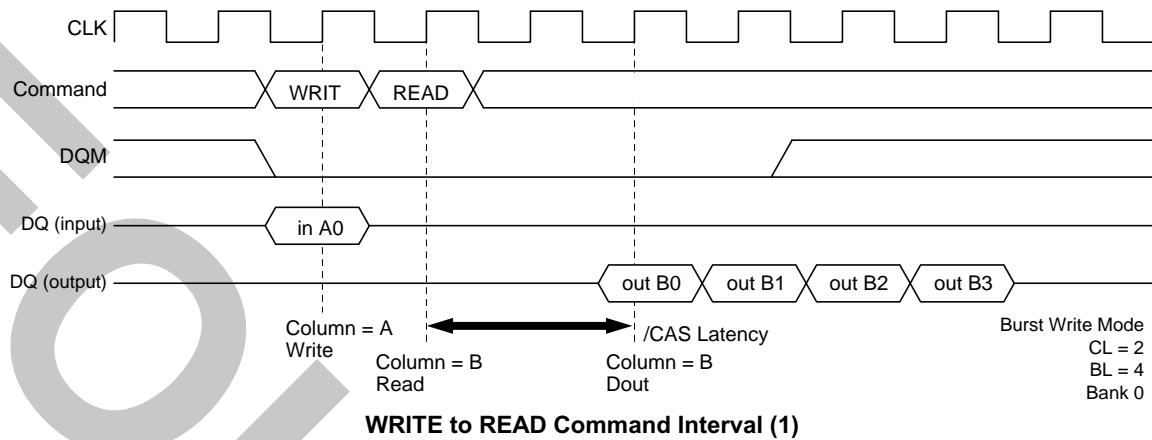 CLK
Command
WRIT
READ
DQM
DQ (input)
in A0
DQ (output)
out B0
out B1
out B2
out B3
Column = A
Write
Column = B
Read
/CAS Latency
Column = B
Dout
Burst Write Mode
CL = 2
BL = 4
Bank 0
WRITE to READ Command Interval (1)